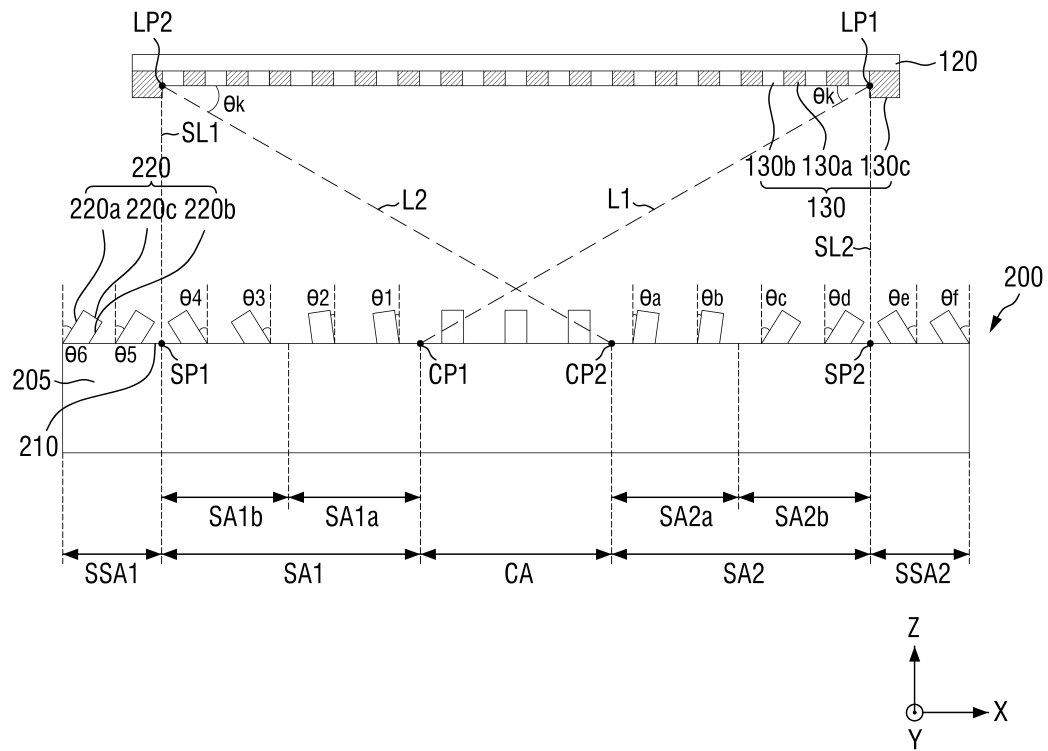 LP2 LP1
120
θk θk
SL1
220 130b 130a 130c
220a 220c 220b L2 L1 130
SL2
200
θ4 θ3 θ2 θ1 θa θb θc θd θe θf
θ6 θ5
SP1 CP1 CP2 SP2
205
210
SA1b SA1a SA2a SA2b
SSA1 SA1 CA SA2 SSA2
Z
X
Y